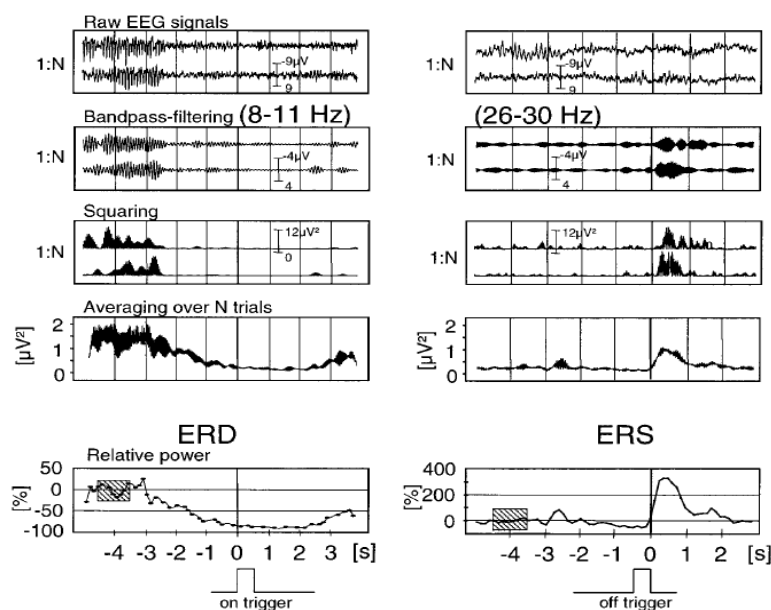 Raw EEG signals
1:N
-9µV
9
1:N
-9µV
9
Bandpass-filtering (8-11 Hz)
(26-30 Hz)
1:N
-4µV
4
1:N
-4µV
4
Squaring
1:N
12µV²
0
1:N
12µV²
0
Averaging over N trials
[µV²]
2
1
0
[µV²]
2
1
0
ERD
ERS
Relative power
[%]
50
0
-50
-100
[%]
400
200
0
-4 -3 -2 -1 0 1 2 3 [s]
-4 -3 -2 -1 0 1 2 [s]
on trigger
off trigger